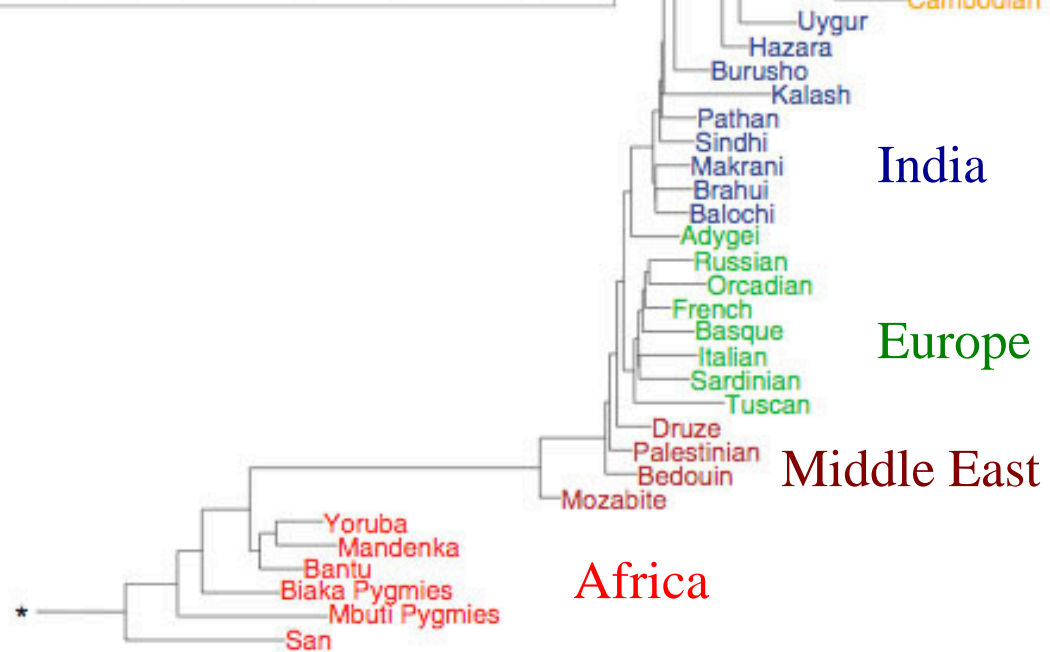 Cambodian
Uygur
Hazara
Burusho
Kalash
Pathan
Sindhi
Makrani
India
Brahui
Balochi
Adygei
Russian
Orcadian
French
Basque
Europe
Italian
Sardinian
Tuscan
Druze
Palestinian
Middle East
Bedouin
Mozabite
Yoruba
Mandenka
Bantu
Africa
Biaka Pygmies
*
Mbuti Pygmies
San